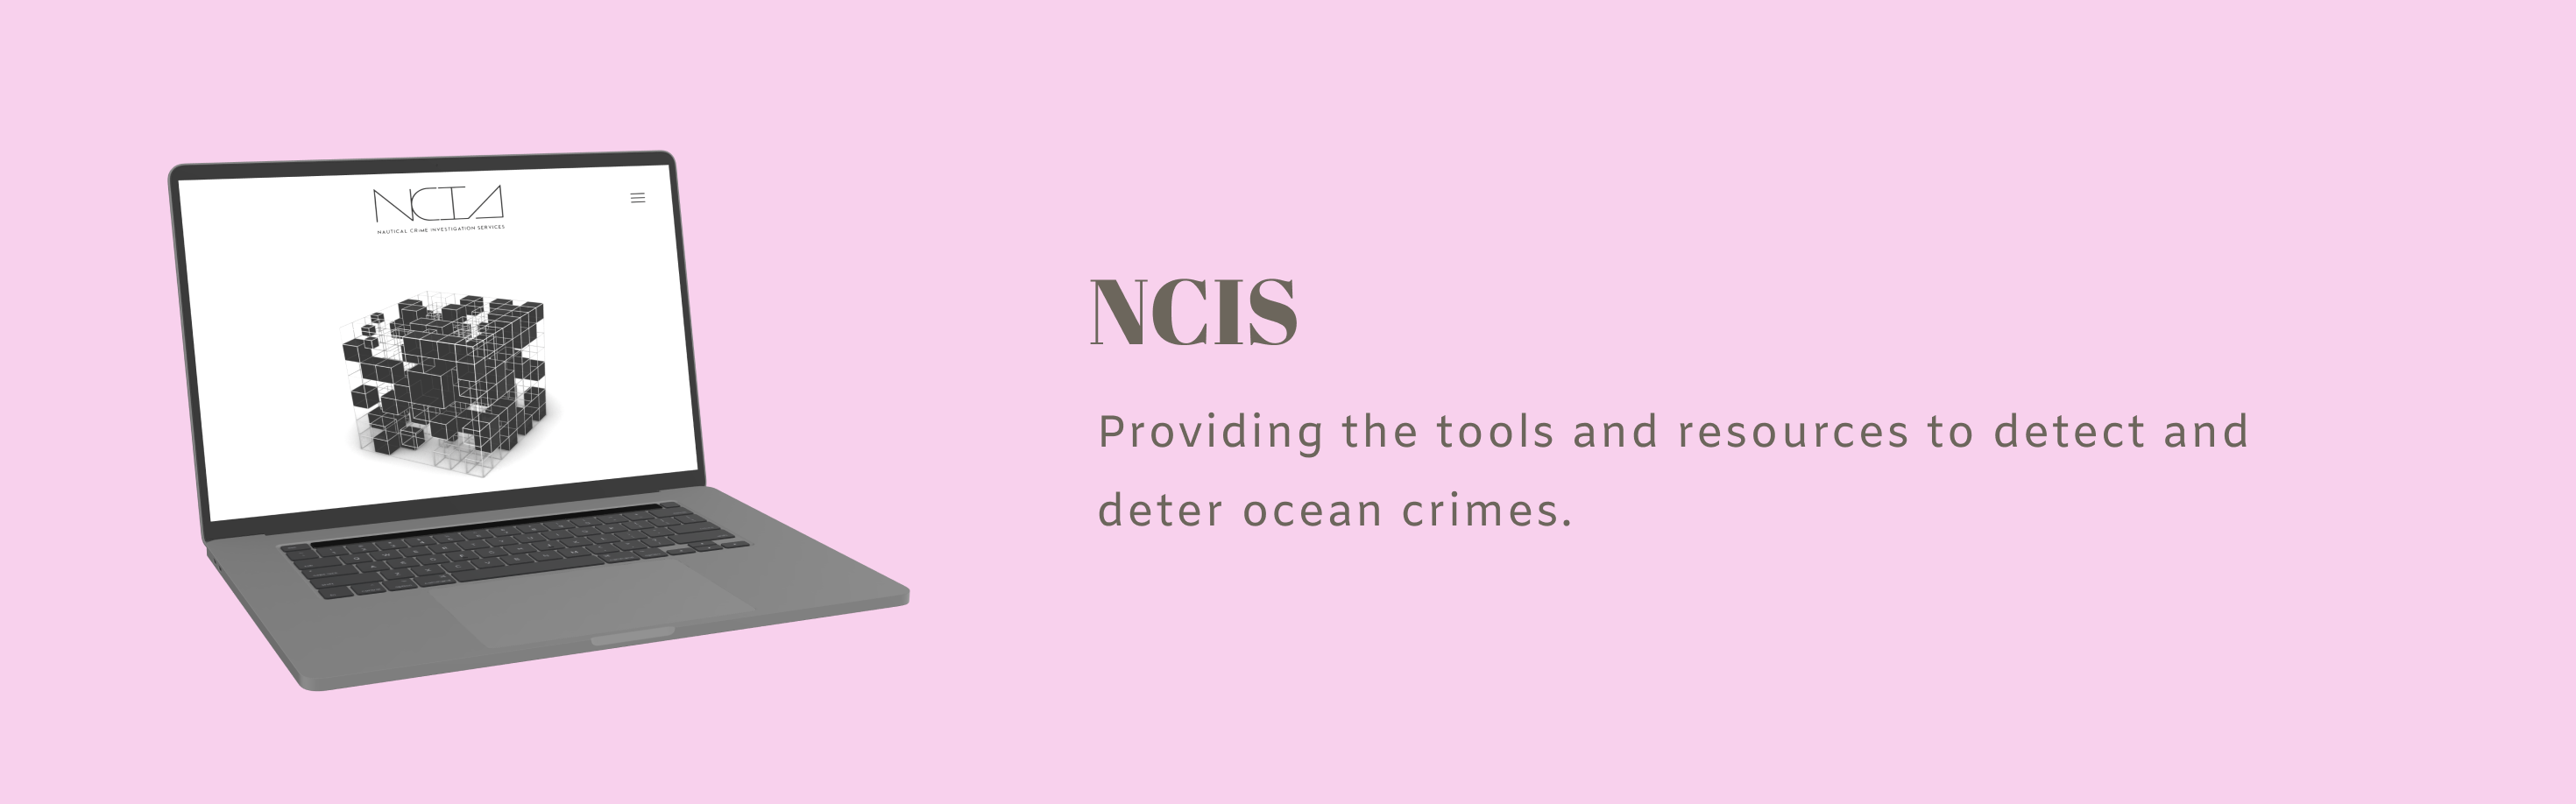 NCIS
NAUTICAL CRIME INVESTIGATION SERVICES
NCIS
Providing the tools and resources to detect and
deter ocean crimes.